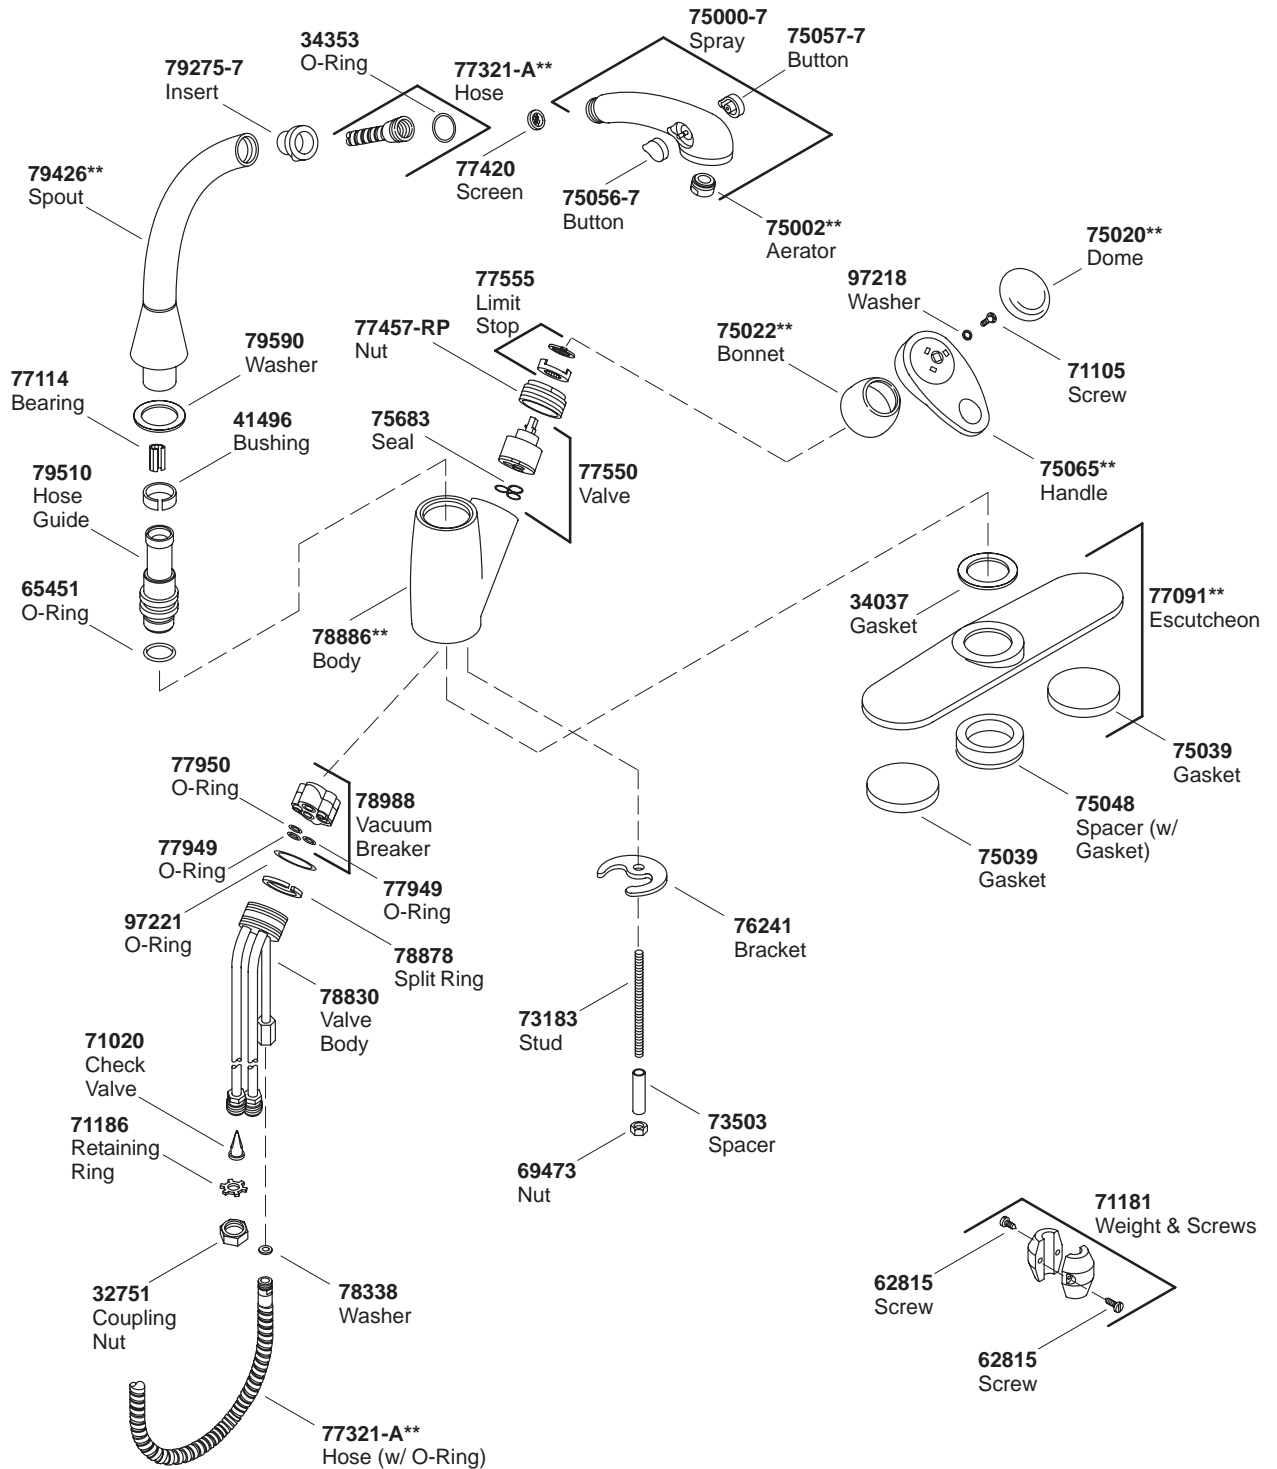 75000-7
Spray
75057-7
Button
34353
O-Ring
79275-7
Insert
77321-A**
Hose
79426**
Spout
77420
Screen
75056-7
Button
75002**
Aerator
75020**
Dome
97218
Washer
77555
Limit
Stop
77457-RP
Nut
75022**
Bonnet
79590
Washer
71105
Screw
77114
Bearing
41496
Bushing
75683
Seal
77550
Valve
75065**
Handle
79510
Hose
Guide
65451
O-Ring
34037
Gasket
77091**
Escutcheon
78886**
Body
77950
O-Ring
78988
Vacuum
Breaker
75039
Gasket
75048
Spacer (w/
Gasket)
77949
O-Ring
75039
Gasket
77949
O-Ring
97221
O-Ring
76241
Bracket
78878
Split Ring
78830
Valve
Body
73183
Stud
71020
Check
Valve
71186
Retaining
Ring
73503
Spacer
69473
Nut
71181
Weight & Screws
62815
Screw
32751
Coupling
Nut
78338
Washer
62815
Screw
77321-A**
Hose (w/ O-Ring)